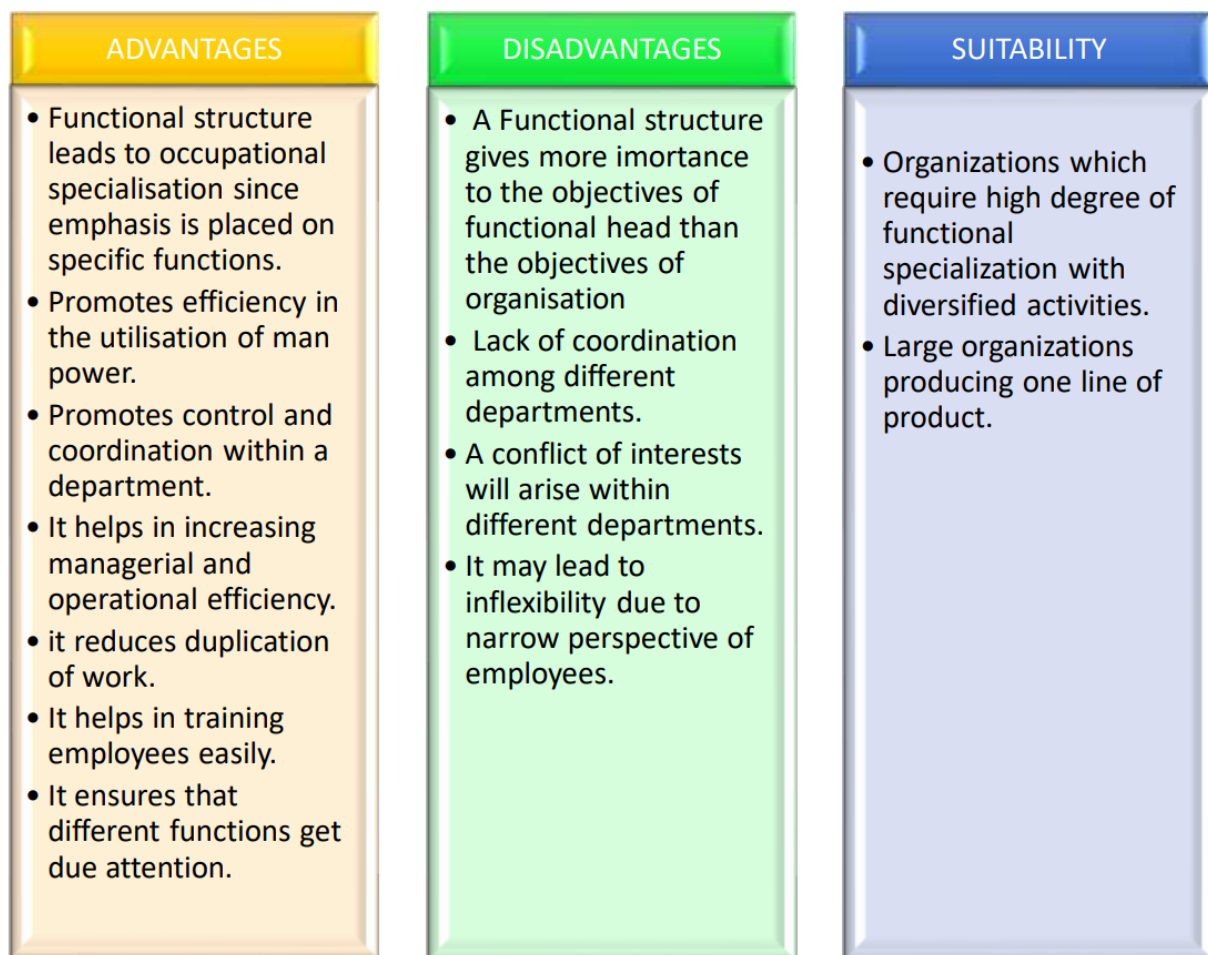 ADVANTAGES
• Functional structure
leads to occupational
specialisation since
emphasis is placed on
specific functions.
• Promotes efficiency in
the utilisation of man
power.
• Promotes control and
coordination within a
department.
• It helps in increasing
managerial and
operational efficiency.
• it reduces duplication
of work.
• It helps in training
employees easily.
• It ensures that
different functions get
due attention.
DISADVANTAGES
• A Functional structure
gives more imortance
to the objectives of
functional head than
the objectives of
organisation
• Lack of coordination
among different
departments.
• A conflict of interests
will arise within
different departments.
• It may lead to
inflexibility due to
narrow perspective of
employees.
SUITABILITY
• Organizations which
require high degree of
functional
specialization with
diversified activities.
• Large organizations
producing one line of
product.